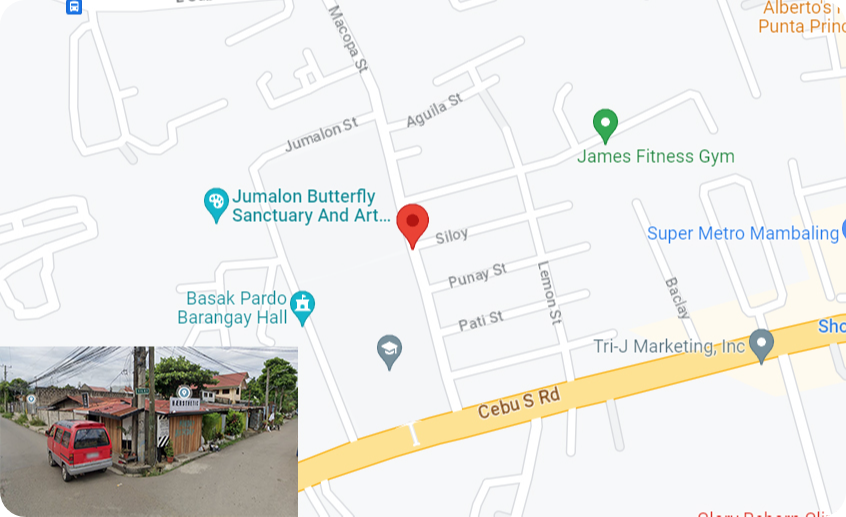 Alberto's
Punta Princ
Macopa St
Aguila St
Jumalon St
James Fitness Gym
Jumalon Butterfly
Sanctuary And Art...
Siloy
Super Metro Mambaling
Punay St
Lemon St
Baclay
Basak Pardo
Barangay Hall
Pati St
Sho
Tri-J Marketing, Inc
Cebu S Rd